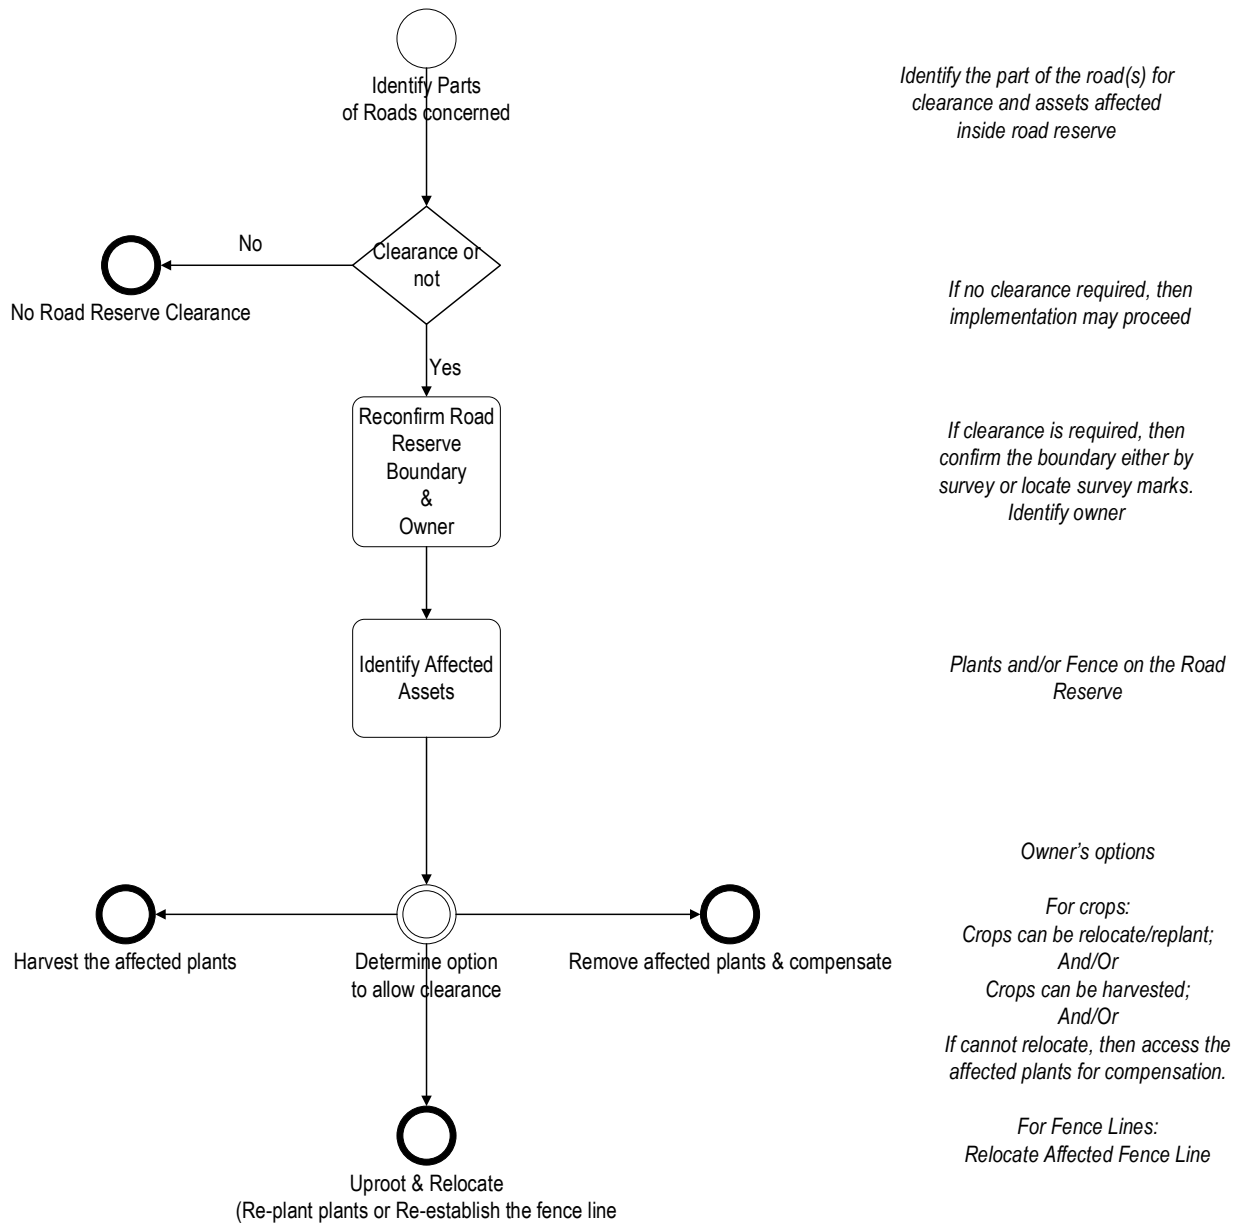 Identify Parts
of Roads concerned
Identify the part of the road(s) for
clearance and assets affected
inside road reserve
No
Clearance or
not
No Road Reserve Clearance
If no clearance required, then
implementation may proceed
Yes
Reconfirm Road
Reserve
Boundary
&
Owner
If clearance is required, then
confirm the boundary either by
survey or locate survey marks.
Identify owner
Identify Affected
Assets
Plants and/or Fence on the Road
Reserve
Harvest the affected plants
Determine option
to allow clearance
Remove affected plants & compensate
Owner's options
For crops:
Crops can be relocate/replant;
And/Or
Crops can be harvested;
And/Or
If cannot relocate, then access the
affected plants for compensation.
For Fence Lines:
Relocate Affected Fence Line
Uproot & Relocate
(Re-plant plants or Re-establish the fence line